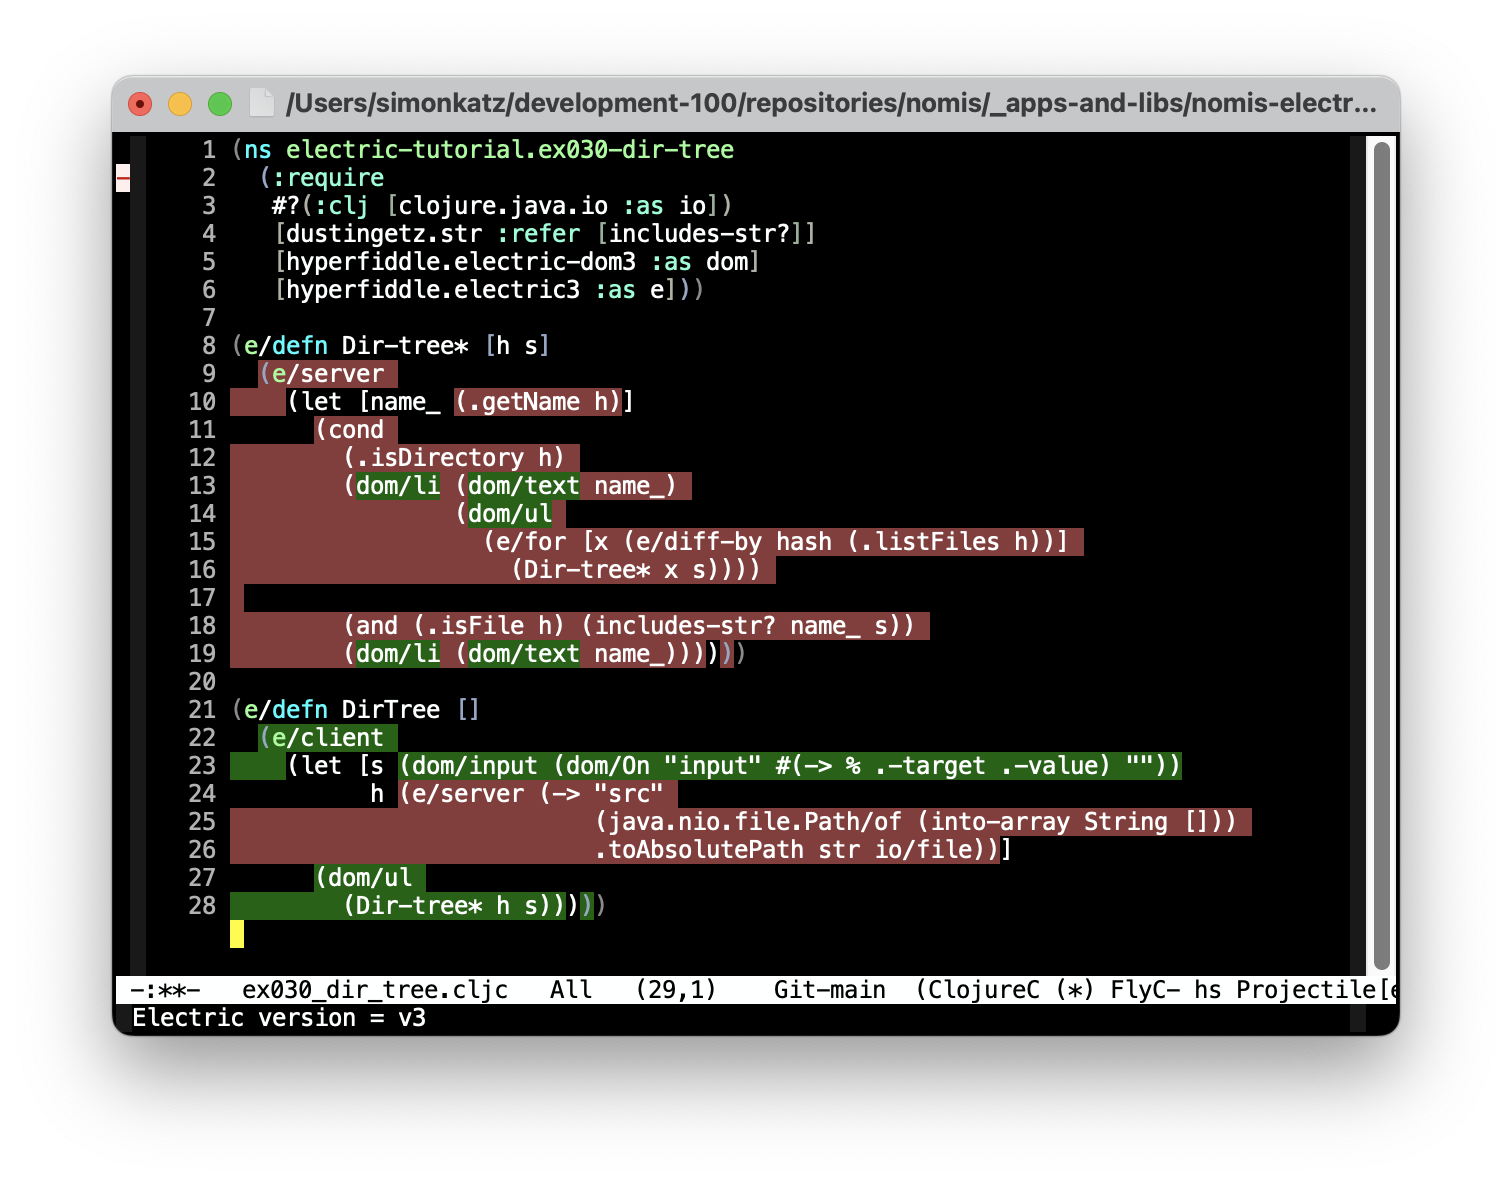 /Users/simonkatz/development-100/repositories/nomis/_apps-and-libs/nomis-electr...
1 (ns electric-tutorial.ex030-dir-tree
2   (:require
3    #?(:clj [clojure.java.io :as io])
4    [dustingetz.str :refer [includes-str?]]
5    [hyperfiddle.electric-dom3 :as dom]
6    [hyperfiddle.electric3 :as e]))
7
8 (e/defn Dir-tree* [h s]
9   (e/server
10     (let [name_ (.getName h)]
11       (cond
12         (.isDirectory h)
13         (dom/li (dom/text name_)
14                 (dom/ul
15                   (e/for [x (e/diff-by hash (.listFiles h))]
16                     (Dir-tree* x s))))
17
18         (and (.isFile h) (includes-str? name_ s))
19         (dom/li (dom/text name_))))))
20
21 (e/defn DirTree []
22   (e/client
23     (let [s (dom/input (dom/On "input" #(-> % .-target .-value) ""))
24           h (e/server (-> "src"
25                           (java.nio.file.Path/of (into-array String []))
26                           .toAbsolutePath str io/file))]
27       (dom/ul
28         (Dir-tree* h s)))))
-:**-   ex030_dir_tree.cljc   All   (29,1)    Git-main  (ClojureC (*) FlyC- hs Projectile[e
Electric version = v3